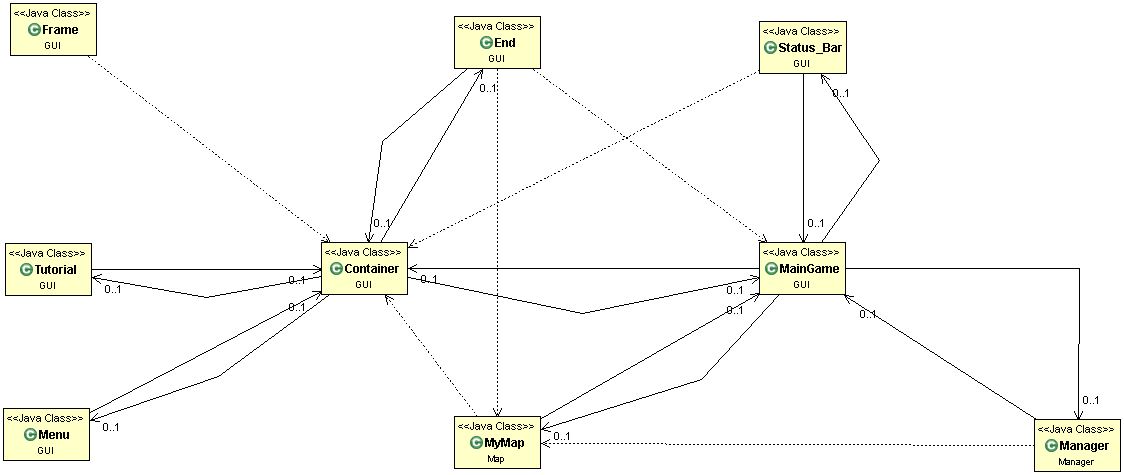 <<Java Class>>
Frame
GUI
<<Java Class>>
End
GUI
<<Java Class>>
Status_Bar
GUI
0..1
0..1
0..1
0..1
<<Java Class>>
Tutorial
GUI
0..1
0..1
<<Java Class>>
Container
GUI
0..1
0..1
<<Java Class>>
MainGame
GUI
0..1
0..1
0..1
0..1
<<Java Class>>
Menu
GUI
0..1
<<Java Class>>
MyMap
Map
0..1
0..1
<<Java Class>>
Manager
Manager